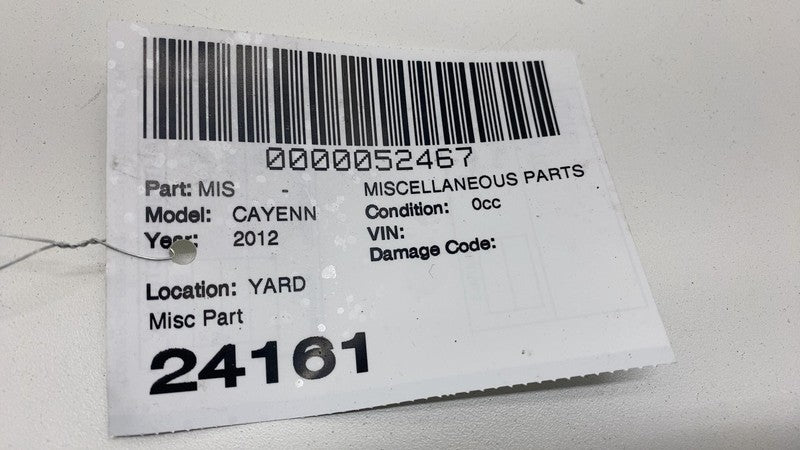 0000052467
Part: MIS - MISCELLANEOUS PARTS
Model: CAYENN Condition: 0cc
Year: 2012 VIN:
Damage Code:
Location: YARD
Misc Part
24161